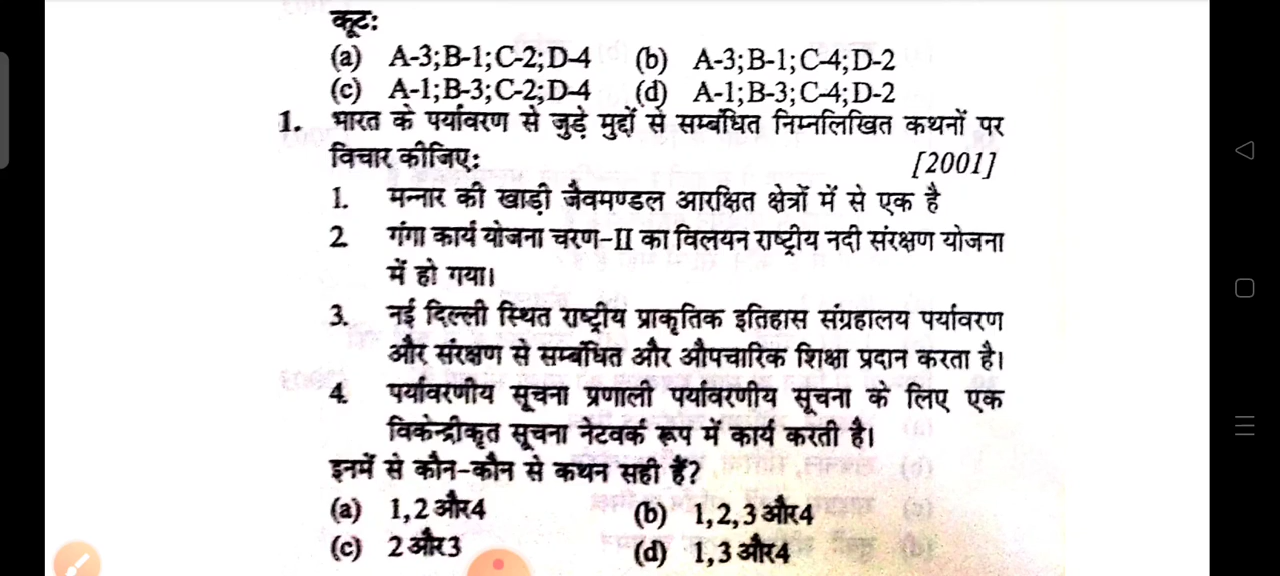 कूटः
(a) A-3;B-1;C-2;D-4 (b) A-3;B-1;C-4;D-2
(c) A-1;B-3;C-2;D-4 (d) A-1;B-3;C-4;D-2
1. भारत के पर्यावरण से जुड़े मुद्दों से सम्बंधित निम्नलिखित कथनों पर
विचार कीजिएः [2001]
1. मन्नार की खाड़ी जैवमण्डल आरक्षित क्षेत्रों में से एक है
2 गंगा कार्य योजना चरण-II का विलयन राष्ट्रीय नदी संरक्षण योजना
में हो गया।
3. नई दिल्ली स्थित राष्ट्रीय प्राकृतिक इतिहास संग्रहालय पर्यावरण
और संरक्षण से सम्बंधित और औपचारिक शिक्षा प्रदान करता है।
4. पर्यावरणीय सूचना प्रणाली पर्यावरणीय सूचना के लिए एक
विकेन्द्रीकृत सूचना नेटवर्क रूप में कार्य करती है।
इनमें से कौन-कौन से कथन सही हैं?
(a) 1,2 और 4 (b) 1,2,3 और 4
(c) 2 और 3 (d) 1,3 और 4